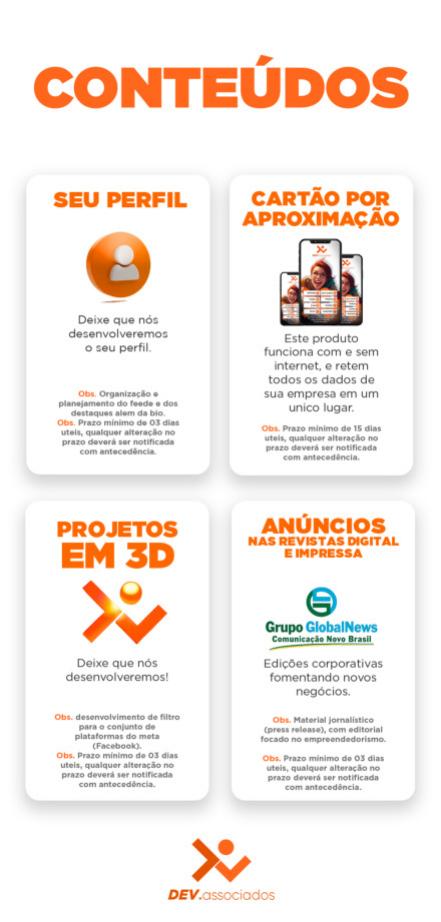 CONTEÚDOS
SEU PERFIL
Deixe que nós
desenvolveremos
o seu perfil.
Obs. Organização e
planejamento do feede e dos
destaques alem da bio.
Obs. Prazo mínimo de 03 dias
uteis, qualquer alteração no
prazo deverá ser notificada
com antecedência.
CARTÃO POR
APROXIMAÇÃO
Este produto
funciona com e sem
internet, e retem
todos os dados de
sua empresa em um
unico lugar.
Obs. Prazo mínimo de 15 dias
uteis, qualquer alteração no
prazo deverá ser notificada
com antecedência.
PROJETOS
EM 3D
Deixe que nós
desenvolveremos!
Obs. desenvolvimento de filtro
para o conjunto de
plataformas do meta
(Facebook).
Obs. Prazo mínimo de 03 dias
uteis, qualquer alteração no
prazo deverá ser notificada
com antecedência.
ANÚNCIOS
NAS REVISTAS DIGITAL
E IMPRESSA
Grupo GlobalNews
Comunicação Novo Brasil
Edições corporativas
fomentando novos
negócios.
Obs. Material jornalístico
(press release), com editorial
focado no empreendedorismo.
Obs. Prazo mínimo de 03 dias
uteis, qualquer alteração no
prazo deverá ser notificada
com antecedência.
DEV.associados